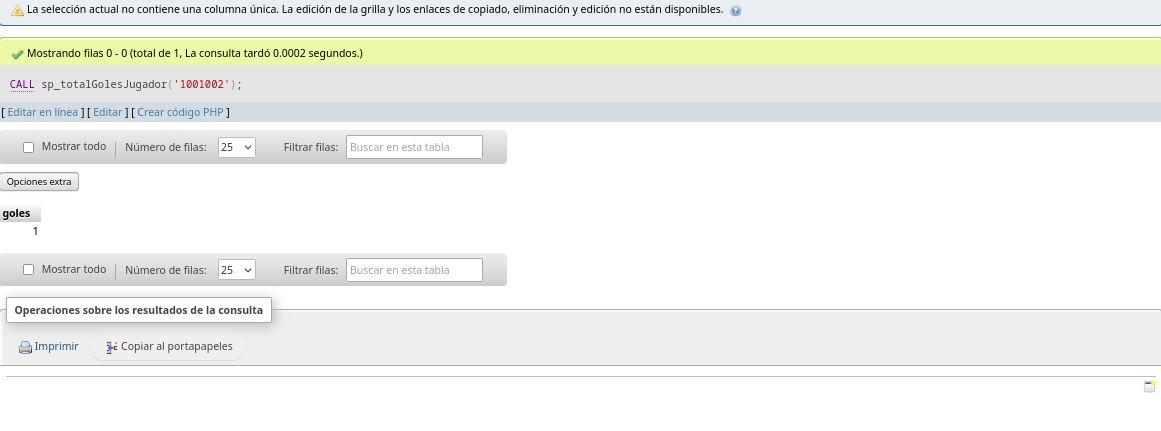 La selección actual no contiene una columna única. La edición de la grilla y los enlaces de copiado, eliminación y edición no están disponibles.
Mostrando filas 0 - 0 (total de 1, La consulta tardó 0.0002 segundos.)
CALL sp_totalGolesJugador('1001002');
[ Editar en línea ] [ Editar ] [ Crear código PHP ]
Mostrar todo Número de filas: 25 Filtrar filas: Buscar en esta tabla
Opciones extra
goles
1
Mostrar todo Número de filas: 25 Filtrar filas: Buscar en esta tabla
Operaciones sobre los resultados de la consulta
Imprimir Copiar al portapapeles